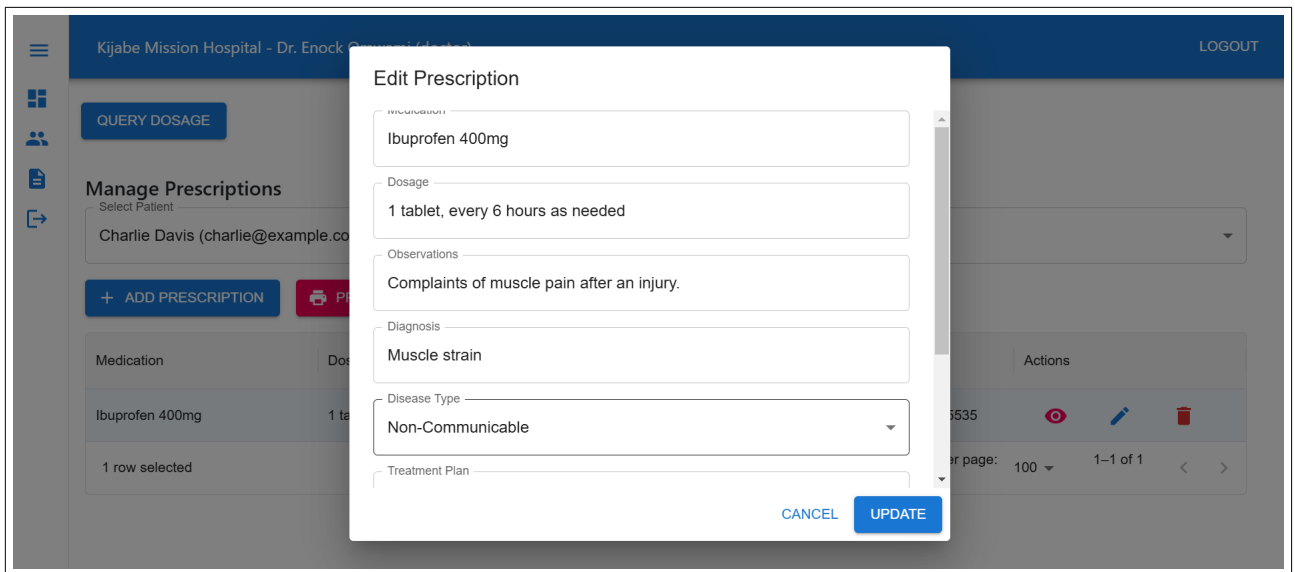 Kijabe Mission Hospital - Dr. Enock
LOGOUT
QUERY DOSAGE
Manage Prescriptions
Select Patient
Charlie Davis (charlie@example.co
+ ADD PRESCRIPTION
Medication
Actions
Ibuprofen 400mg
1 ta
5535
1 row selected
er page:
100
1–1 of 1
Edit Prescription
Medication
Ibuprofen 400mg
Dosage
1 tablet, every 6 hours as needed
Observations
Complaints of muscle pain after an injury.
Diagnosis
Muscle strain
Disease Type
Non-Communicable
Treatment Plan
CANCEL
UPDATE